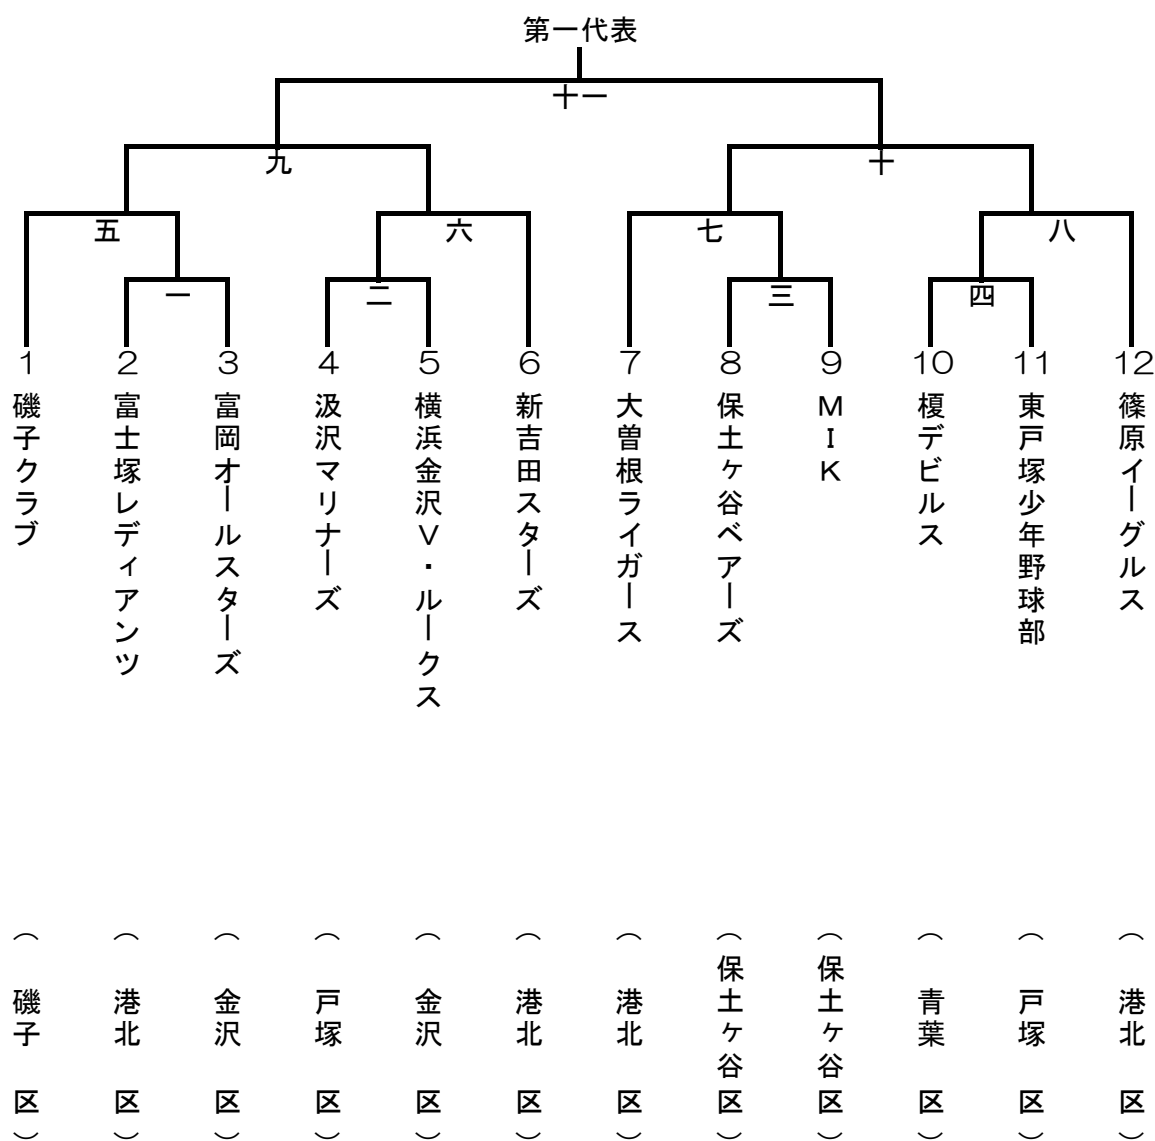 第一代表
十一
九
十
五
六
七
八
一
二
三
四
1
2
3
4
5
6
7
8
9
10
11
12
磯子クラブ
富士塚レディアンツ
富岡オールスターズ
汲沢マリナーズ
横浜金沢V・ルークス
新吉田スターズ
大曽根ライガース
保土ヶ谷ベアーズ
MIK
榎デビルス
東戸塚少年野球部
篠原イーグルス
（磯子区）
（港北区）
（金沢区）
（戸塚区）
（金沢区）
（港北区）
（港北区）
（保土ヶ谷区）
（保土ヶ谷区）
（青葉区）
（戸塚区）
（港北区）